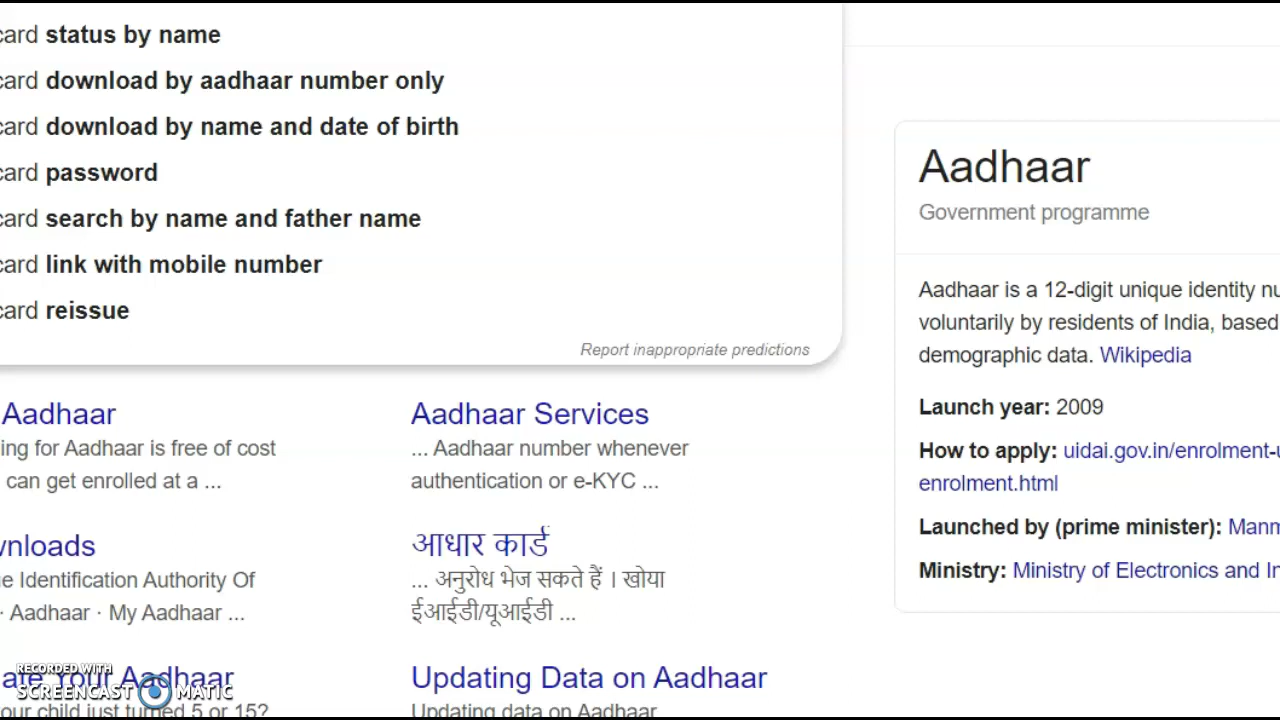 card status by name
card download by aadhaar number only
card download by name and date of birth
card password
card search by name and father name
card link with mobile number
card reissue
Report inappropriate predictions
Aadhaar
ing for Aadhaar is free of cost
can get enrolled at a ...
Aadhaar Services
... Aadhaar number whenever
authentication or e-KYC ...
wnloads
e Identification Authority Of
· Aadhaar · My Aadhaar ...
आधार कार्ड
... अनुरोध भेज सकते हैं । खोया
ईआईडी/यूआईडी ...
ate Your Aadhaar
our child just turned 5 or 15?
Updating Data on Aadhaar
Updating data on Aadhaar
Aadhaar
Government programme
Aadhaar is a 12-digit unique identity nu
voluntarily by residents of India, based
demographic data. Wikipedia
Launch year: 2009
How to apply: uidai.gov.in/enrolment-u
enrolment.html
Launched by (prime minister): Manm
Ministry: Ministry of Electronics and In
RECORDED WITH
SCREENCAST MATIC